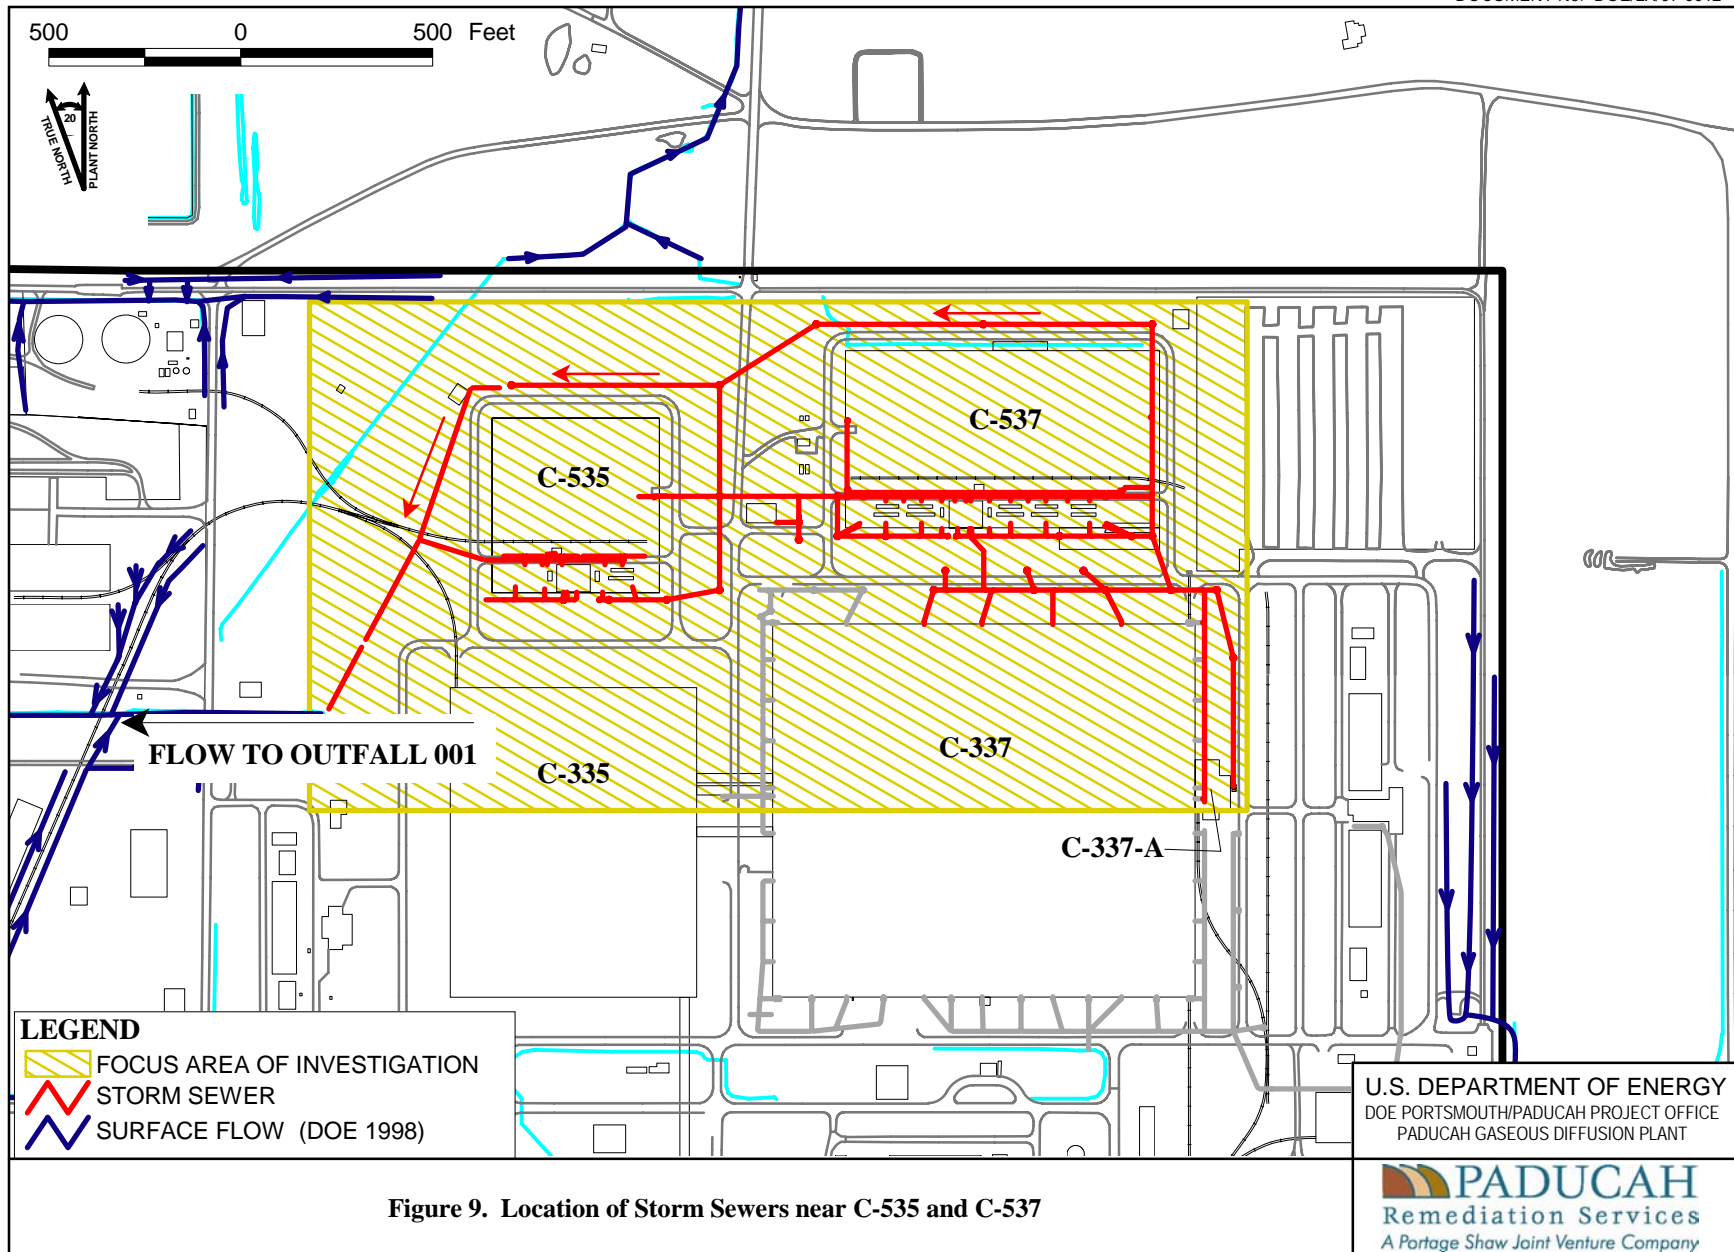 500 0 500 Feet
20
TRUE NORTH
PLANT NORTH
C-537
C-535
FLOW TO OUTFALL 001
C-337
C-335
C-337-A
LEGEND
FOCUS AREA OF INVESTIGATION
STORM SEWER
SURFACE FLOW (DOE 1998)
U.S. DEPARTMENT OF ENERGY
DOE PORTSMOUTH/PADUCAH PROJECT OFFICE
PADUCAH GASEOUS DIFFUSION PLANT
Figure 9. Location of Storm Sewers near C-535 and C-537
PADUCAH
Remediation Services
A Portage Shaw Joint Venture Company